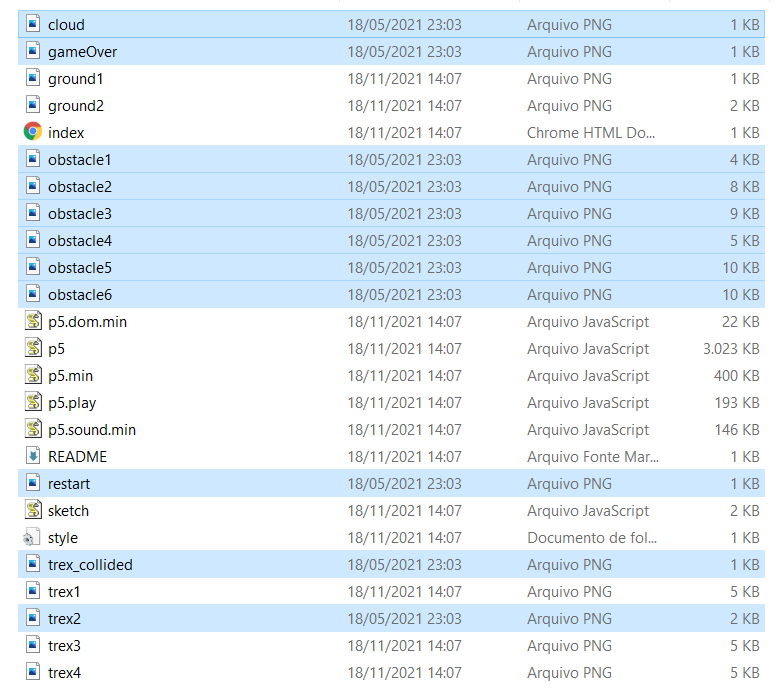 cloud 18/05/2021 23:03 Arquivo PNG 1 KB
gameOver 18/05/2021 23:03 Arquivo PNG 1 KB
ground1 18/11/2021 14:07 Arquivo PNG 1 KB
ground2 18/11/2021 14:07 Arquivo PNG 2 KB
index 18/11/2021 14:07 Chrome HTML Do... 1 KB
obstacle1 18/05/2021 23:03 Arquivo PNG 4 KB
obstacle2 18/05/2021 23:03 Arquivo PNG 8 KB
obstacle3 18/05/2021 23:03 Arquivo PNG 9 KB
obstacle4 18/05/2021 23:03 Arquivo PNG 5 KB
obstacle5 18/05/2021 23:03 Arquivo PNG 10 KB
obstacle6 18/05/2021 23:03 Arquivo PNG 10 KB
p5.dom.min 18/11/2021 14:07 Arquivo JavaScript 22 KB
p5 18/11/2021 14:07 Arquivo JavaScript 3.023 KB
p5.min 18/11/2021 14:07 Arquivo JavaScript 400 KB
p5.play 18/11/2021 14:07 Arquivo JavaScript 193 KB
p5.sound.min 18/11/2021 14:07 Arquivo JavaScript 146 KB
README 18/11/2021 14:07 Arquivo Fonte Mar... 1 KB
restart 18/05/2021 23:03 Arquivo PNG 1 KB
sketch 18/11/2021 14:07 Arquivo JavaScript 2 KB
style 18/11/2021 14:07 Documento de fol... 1 KB
trex_collided 18/05/2021 23:03 Arquivo PNG 1 KB
trex1 18/11/2021 14:07 Arquivo PNG 5 KB
trex2 18/05/2021 23:03 Arquivo PNG 2 KB
trex3 18/11/2021 14:07 Arquivo PNG 5 KB
trex4 18/11/2021 14:07 Arquivo PNG 5 KB